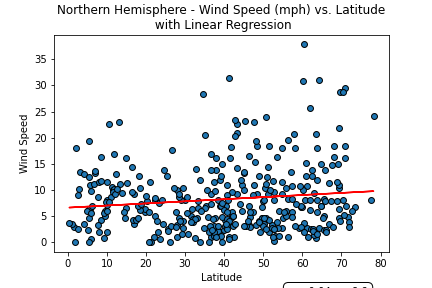 Northern Hemisphere - Wind Speed (mph) vs. Latitude
with Linear Regression
35
30
25
20
15
10
5
0
Wind Speed
0 10 20 30 40 50 60 70 80
Latitude